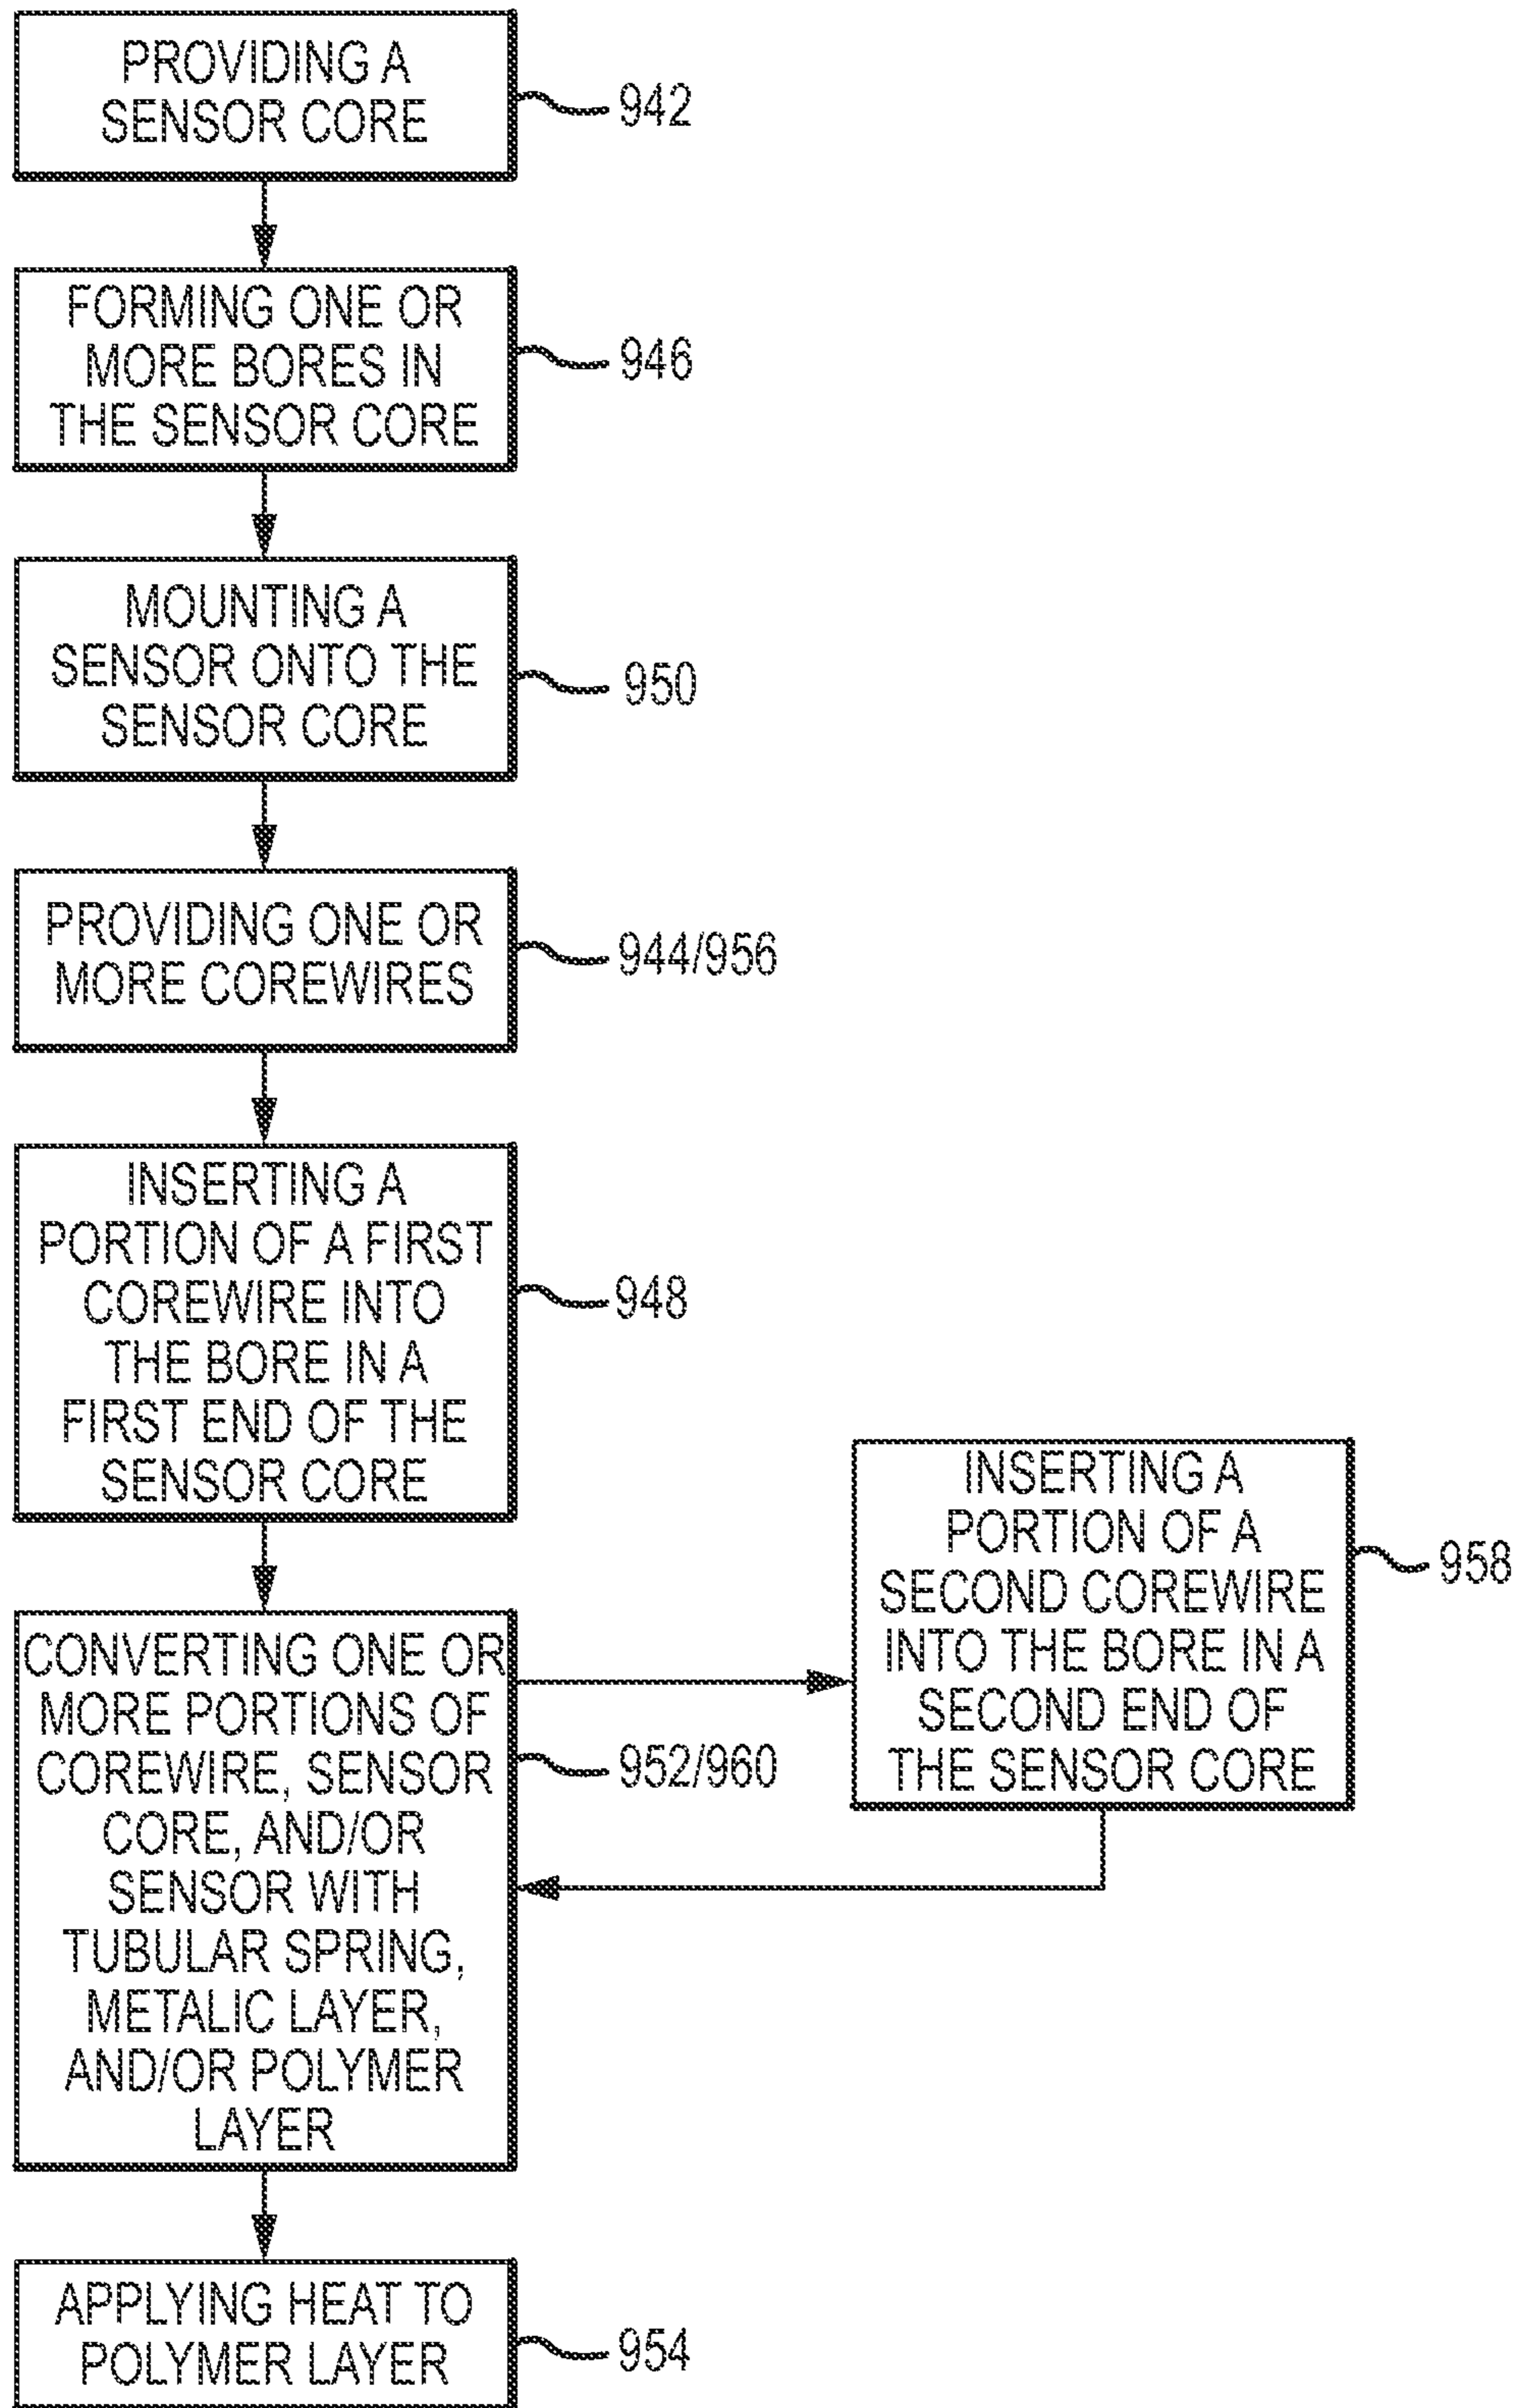 PROVIDING A
SENSOR CORE
942
FORMING ONE OR
MORE BORES IN
THE SENSOR CORE
946
MOUNTING A
SENSOR ONTO THE
SENSOR CORE
950
PROVIDING ONE OR
MORE COREWIRES
944/956
INSERTING A
PORTION OF A FIRST
COREWIRE INTO
THE BORE IN A
FIRST END OF THE
SENSOR CORE
948
CONVERTING ONE OR
MORE PORTIONS OF
COREWIRE, SENSOR
CORE, AND/OR
SENSOR WITH
TUBULAR SPRING,
METALIC LAYER,
AND/OR POLYMER
LAYER
952/960
INSERTING A
PORTION OF A
SECOND COREWIRE
INTO THE BORE IN A
SECOND END OF
THE SENSOR CORE
958
APPLYING HEAT TO
POLYMER LAYER
954